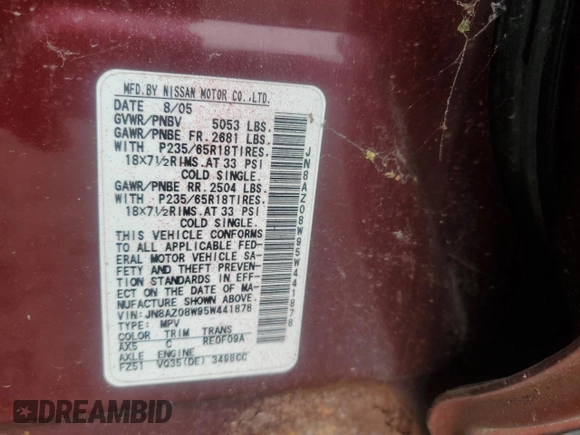 MFD.BY NISSAN MOTOR CO.,LTD.
DATE 8/05
GVWR/PNBV 5053 LBS.
GAWR/PNBE FR.2681 LBS.
WITH P235/65R18TIRES.
18X7½RIMS.AT 33 PSI
COLD SINGLE.
GAWR/PNBE RR.2504 LBS.
WITH P235/65R18TIRES.
18X7½RIMS.AT 33 PSI
COLD SINGLE.
THIS VEHICLE CONFORMS
TO ALL APPLICABLE FED-
ERAL MOTOR VEHICLE SA-
FETY AND THEFT PREVEN-
TION STANDARDS IN EFF-
ECT ON THE DATE OF MA-
NUFACTURE SHOWN ABOVE.
VIN:JN8AZ08W95W441878
TYPE: MPV
COLOR TRIM TRANS
AX5 C RE0F09A
AXLE ENGINE
FZ51 VQ35(DE) 3498CC
JN8AZ08W95W441878
DREAMBID